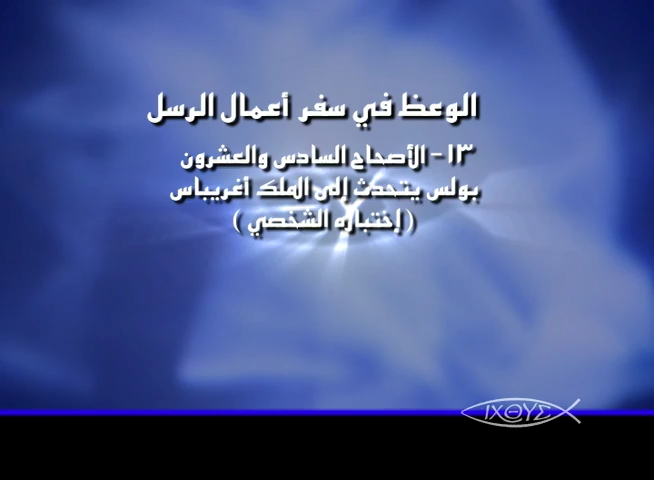 الوعظ في سفر أعمال الرسل
١٣- الأصحاح السادس والعشرون
بولس يتحدث إلى الملك أغريباس
( إختباره الشخصي )
ΙΧΘΥΣ